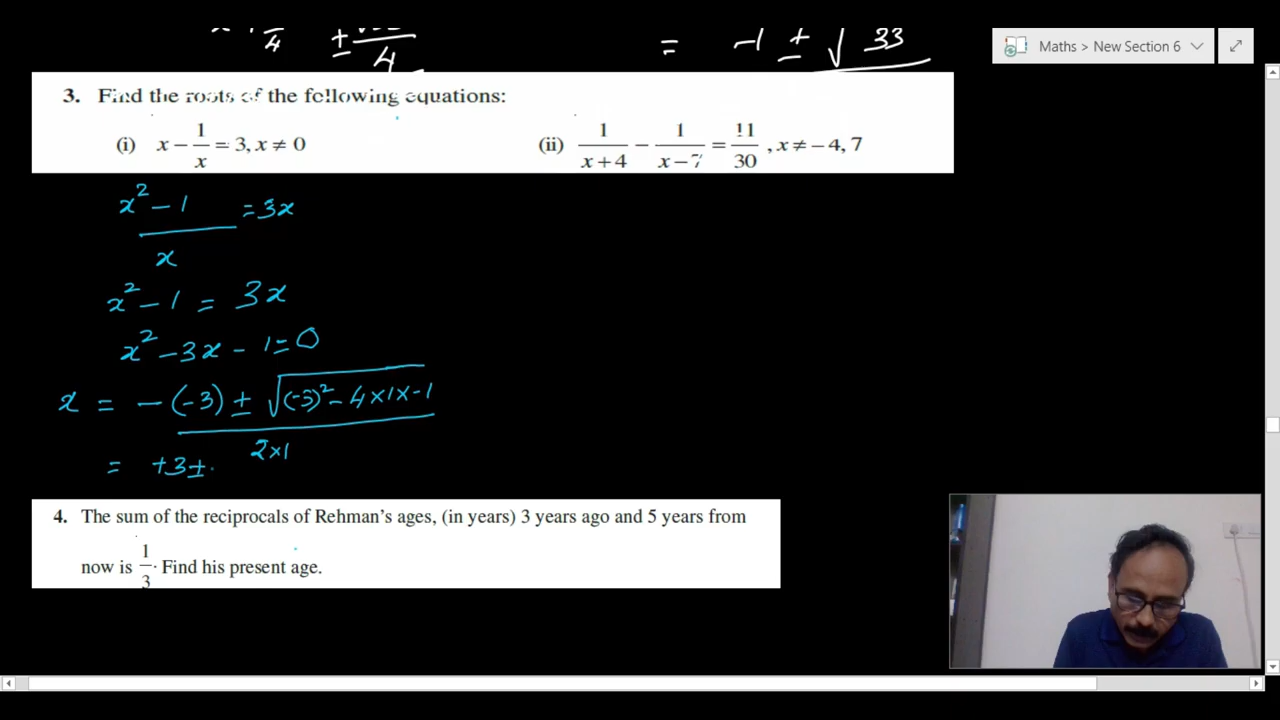 = -1 ± √33
± 4
4
Maths > New Section 6
3. Find the roots of the following equations:
(i) x − 1/x = 3, x ≠ 0
(ii) 1/(x+4) − 1/(x−7) = 11/30, x ≠ −4, 7
x² − 1 = 3x
x
x² − 1 = 3x
x² − 3x − 1 = 0
x = −(−3) ± √(−3)² − 4×1×−1
2×1
= +3 ±
4. The sum of the reciprocals of Rehman's ages, (in years) 3 years ago and 5 years from
now is 1/3. Find his present age.